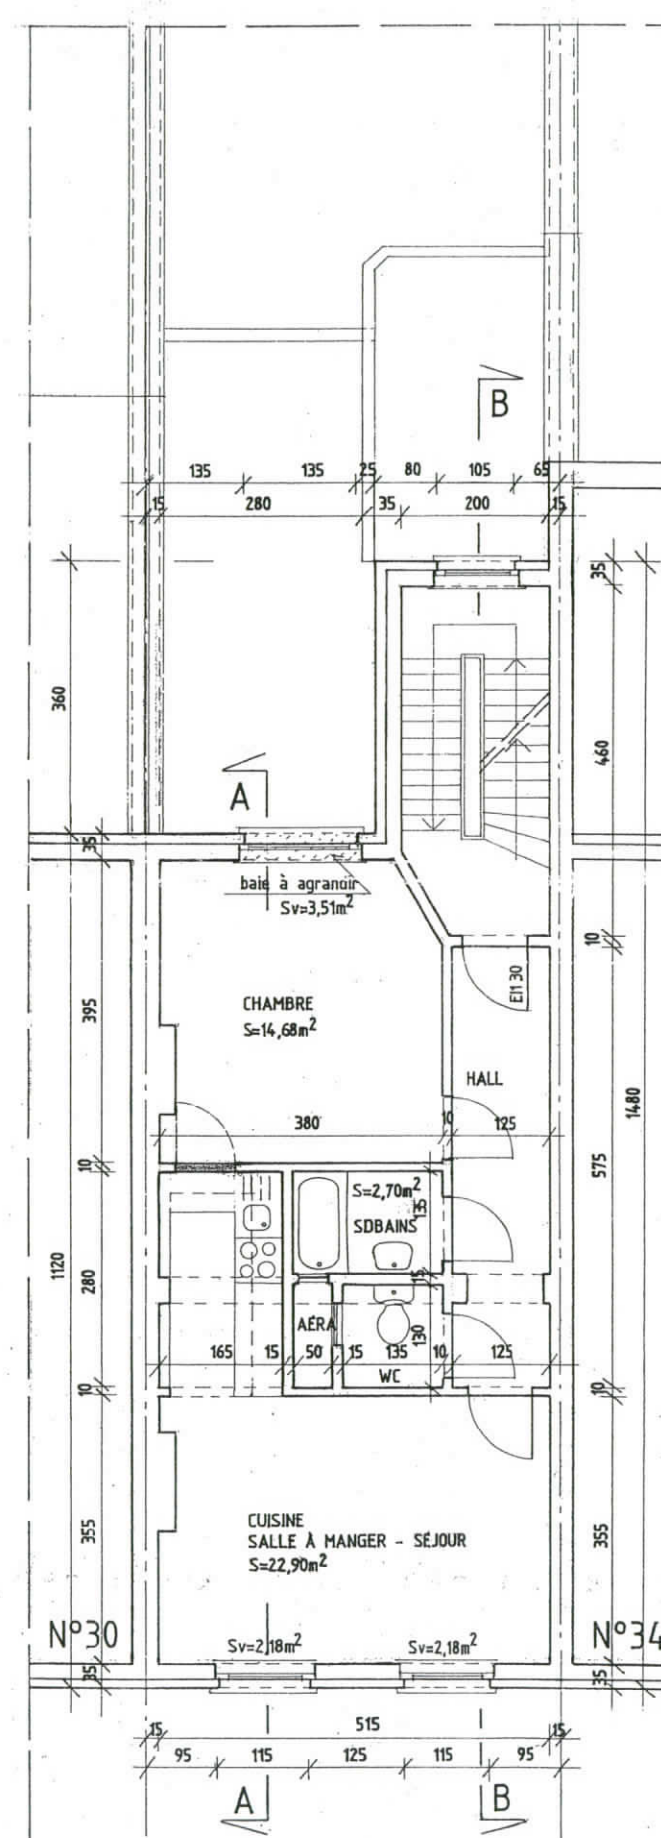 B
135 135 25 80 105 65
15 280 35 200 15
35
360
460
A
35
baie à agrandir
Sv=3,51m²
10
EI1 30
395
CHAMBRE
S=14,68m²
HALL
1480
380 10 125
10
575
S=2,70m²
135
SDBAINS
1120
280
15
AÉRA
130
165 15 50 15 135 10 125
WC
10
10
CUISINE
SALLE À MANGER - SÉJOUR
S=22,90m²
355
355
N°30
N°34
Sv=2,18m²
Sv=2,18m²
35
35
15 515 15
95 115 125 115 95
A
B